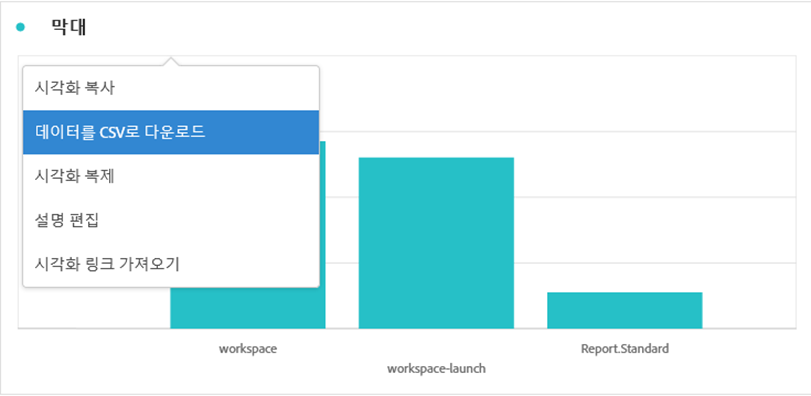 막대
시각화 복사
데이터를 CSV로 다운로드
시각화 복제
설명 편집
시각화 링크 가져오기
workspace
workspace-launch
Report.Standard